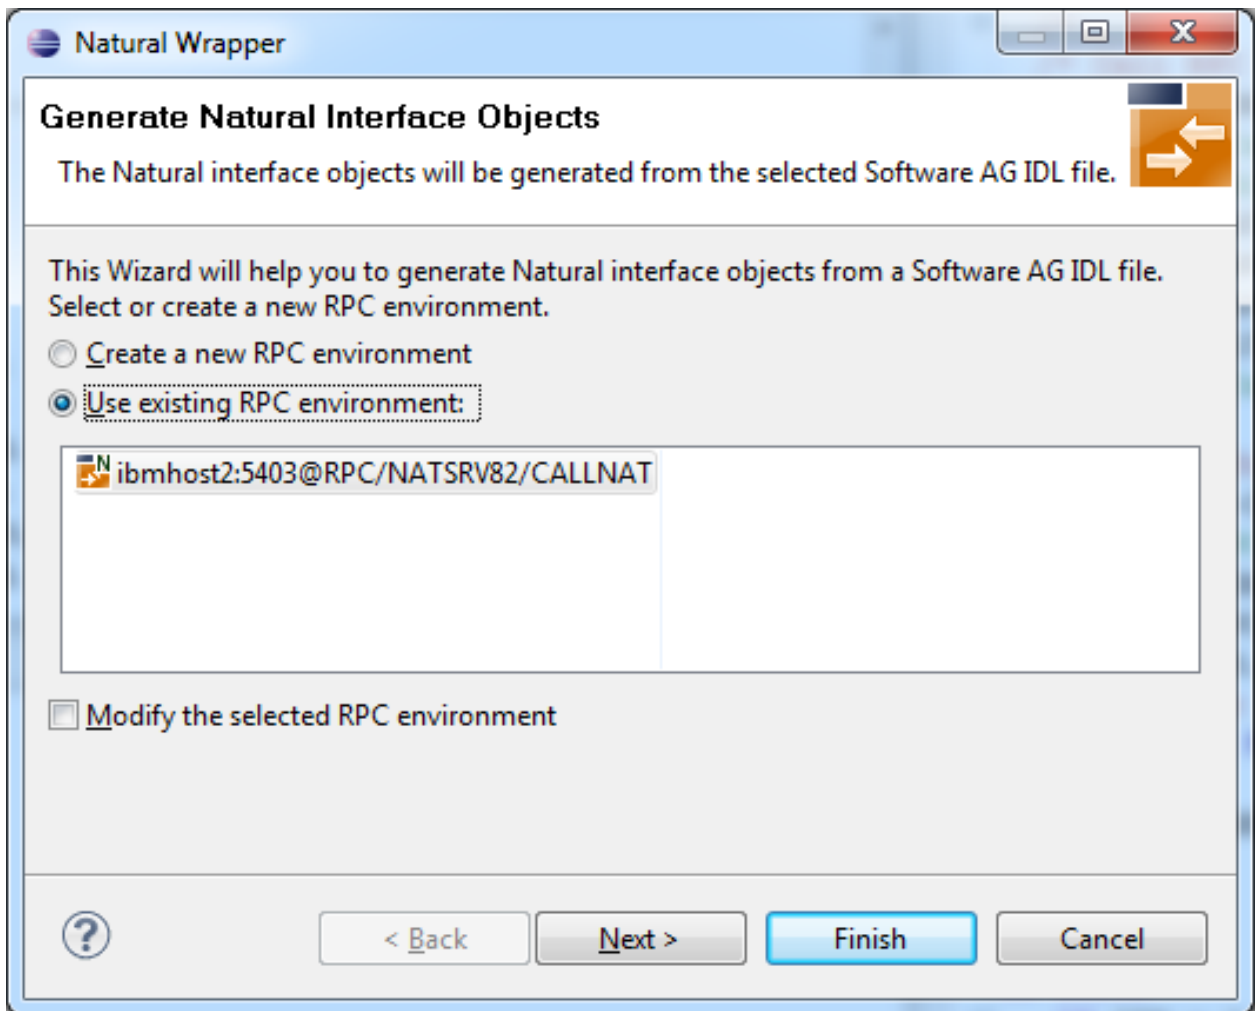 Natural Wrapper
Generate Natural Interface Objects
The Natural interface objects will be generated from the selected Software AG IDL file.
This Wizard will help you to generate Natural interface objects from a Software AG IDL file.
Select or create a new RPC environment.
Create a new RPC environment
Use existing RPC environment:
N
ibmhost2:5403@RPC/NATSRV82/CALLNAT
Modify the selected RPC environment
? < Back Next > Finish Cancel